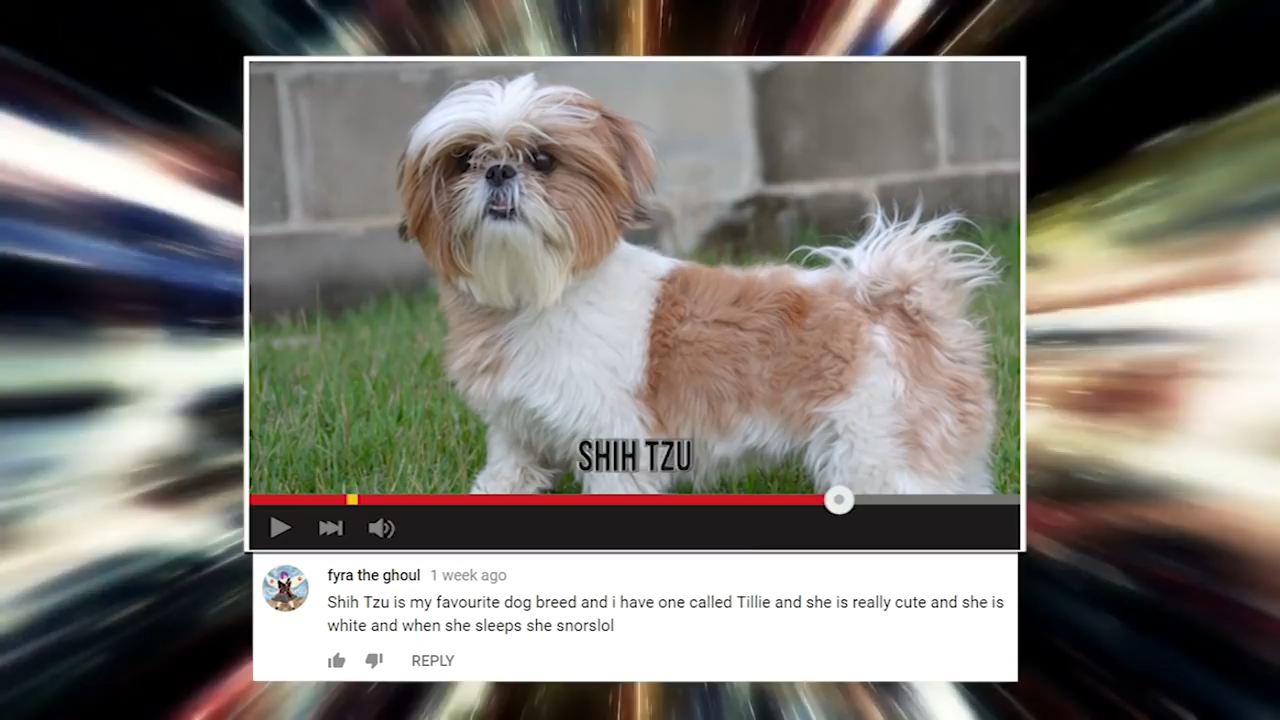 SHIH TZU
fyra the ghoul 1 week ago
Shih Tzu is my favourite dog breed and i have one called Tillie and she is really cute and she is
white and when she sleeps she snorslol
REPLY